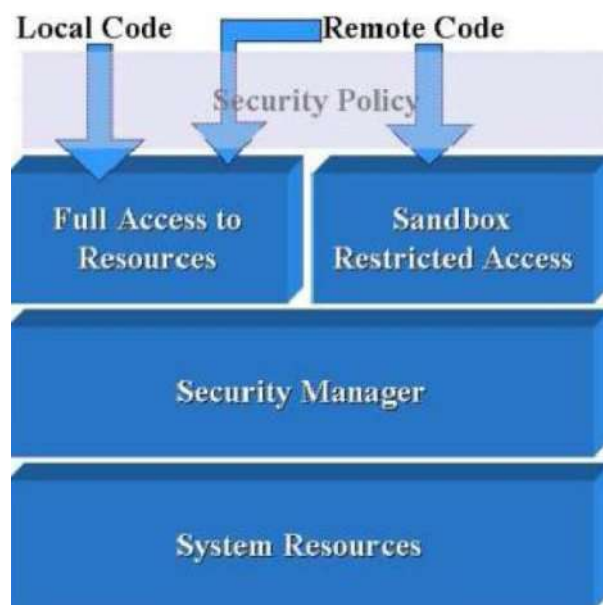 Local Code
Remote Code
Security Policy
Full Access to
Resources
Sandbox
Restricted Access
Security Manager
System Resources